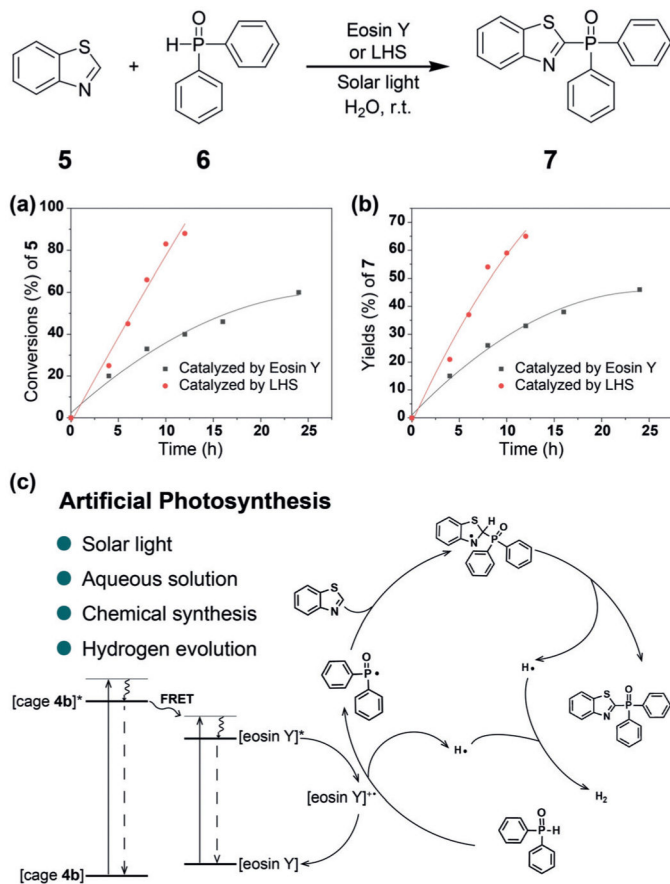 S
N
+
O
H-P
Eosin Y
or LHS
Solar light
H₂O, r.t.
S
N
O
P
5
6
7
(a)
Conversions (%) of 5
100
80
60
40
20
0
0 5 10 15 20 25
Time (h)
Catalyzed by Eosin Y
Catalyzed by LHS
(b)
Yields (%) of 7
70
60
50
40
30
20
10
0
0 5 10 15 20 25
Time (h)
Catalyzed by Eosin Y
Catalyzed by LHS
(c)
Artificial Photosynthesis
Solar light
Aqueous solution
Chemical synthesis
Hydrogen evolution
S H
O
N• P
S
N
O
P•
H•
S O
N P
H•
H₂
O
P-H
[cage 4b]*
FRET
[eosin Y]*
[eosin Y]⁺•
[eosin Y]
[cage 4b]